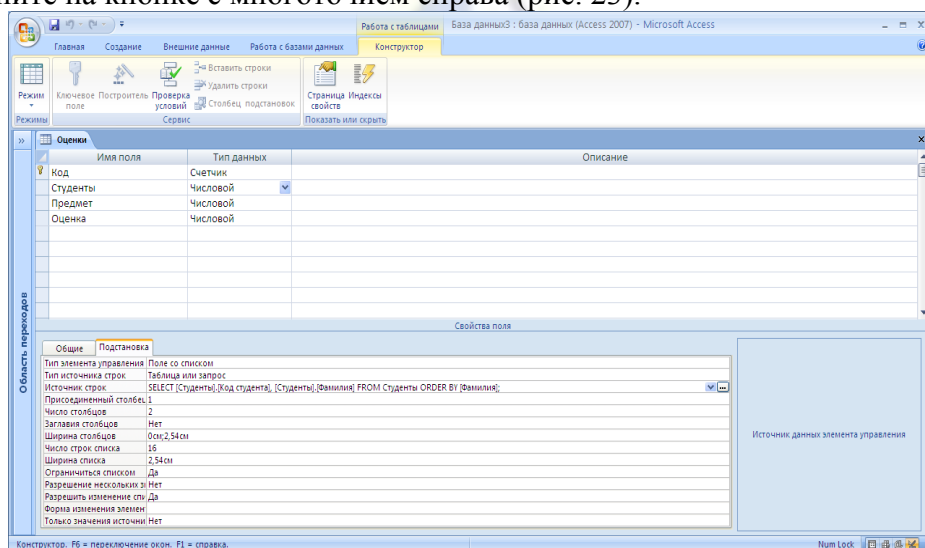 ните на кнопке с многоточием справа (рис. 23).
Работа с таблицами База данных3 : база данных (Access 2007) - Microsoft Access
Главная Создание Внешние данные Работа с базами данных Конструктор
Режим
Ключевое поле
Построитель
Проверка условий
Вставить строки
Удалить строки
Столбец подстановок
Страница свойств
Индексы
Режимы Сервис Показать или скрыть
Оценки
Имя поля Тип данных Описание
Код Счетчик
Студенты Числовой
Предмет Числовой
Оценка Числовой
Область переходов
Свойства поля
Общие Подстановка
Тип элемента управления Поле со списком
Тип источника строк Таблица или запрос
Источник строк SELECT [Студенты].[Код студента], [Студенты].[Фамилия] FROM Студенты ORDER BY [Фамилия];
Присоединенный столбец 1
Число столбцов 2
Заглавия столбцов Нет
Ширина столбцов 0см;2,54см
Число строк списка 16
Ширина списка 2,54см
Ограничиться списком Да
Разрешение нескольких зн Нет
Разрешить изменение спи Да
Форма изменения элемен
Только значения источни Нет
Источник данных элемента управления
Конструктор. F6 = переключение окон. F1 = справка. Num Lock